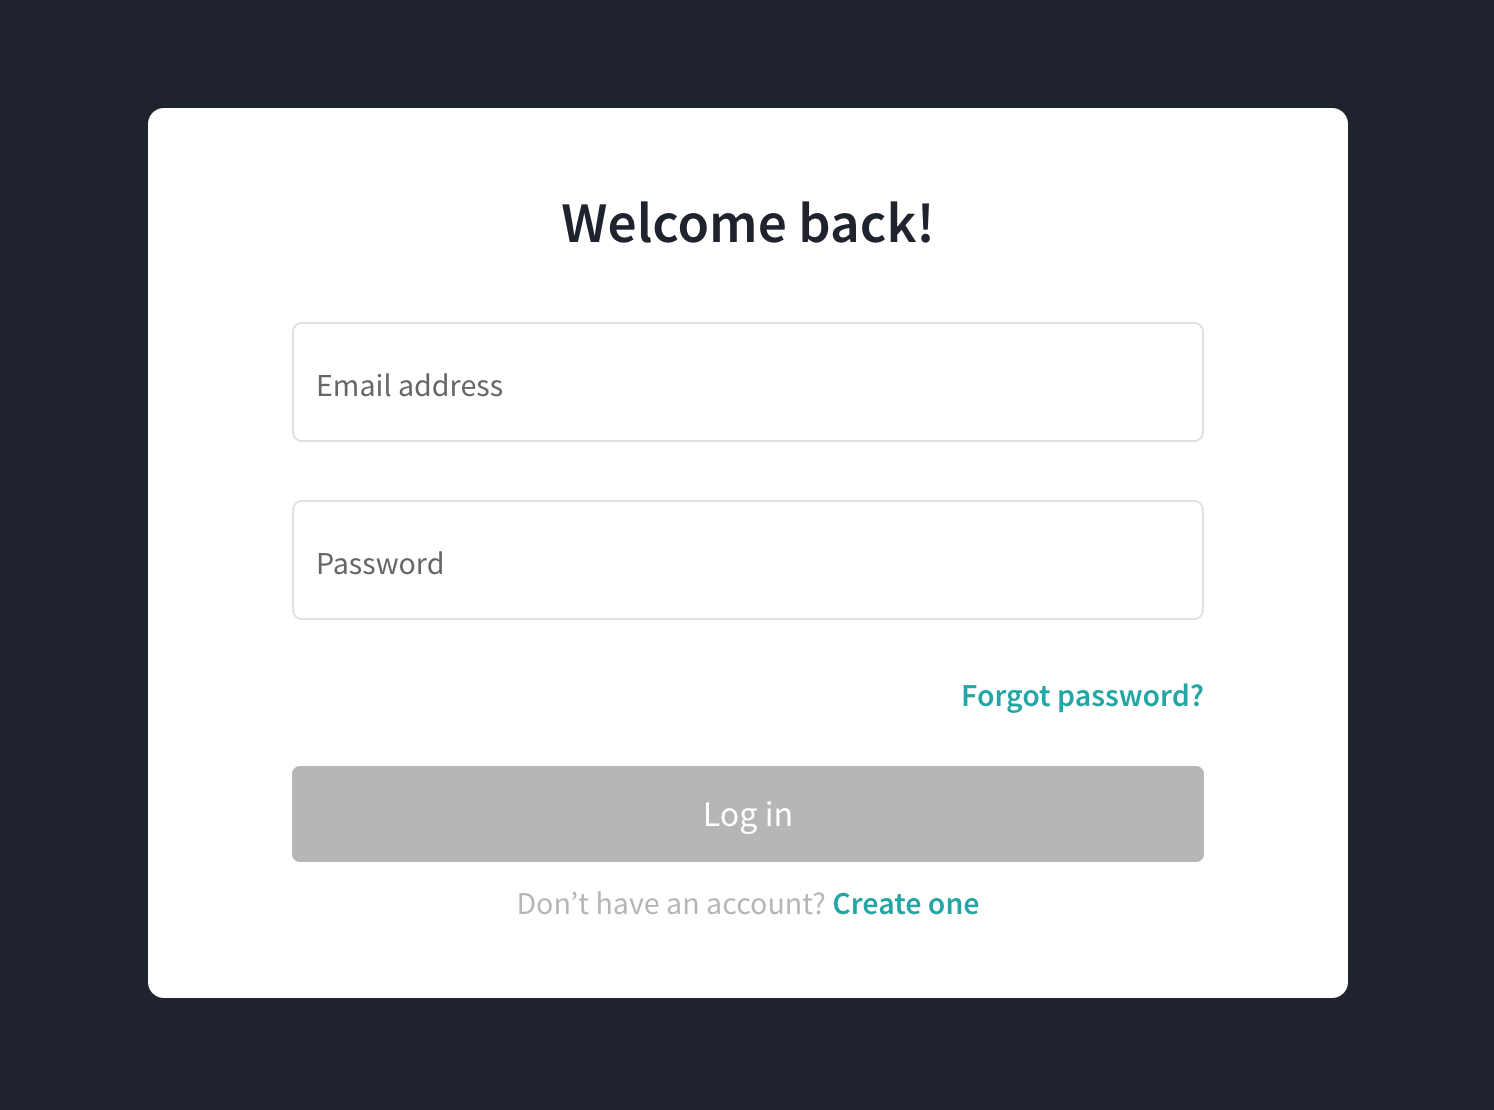 Welcome back!
Email address
Password
Forgot password?
Log in
Don’t have an account? Create one